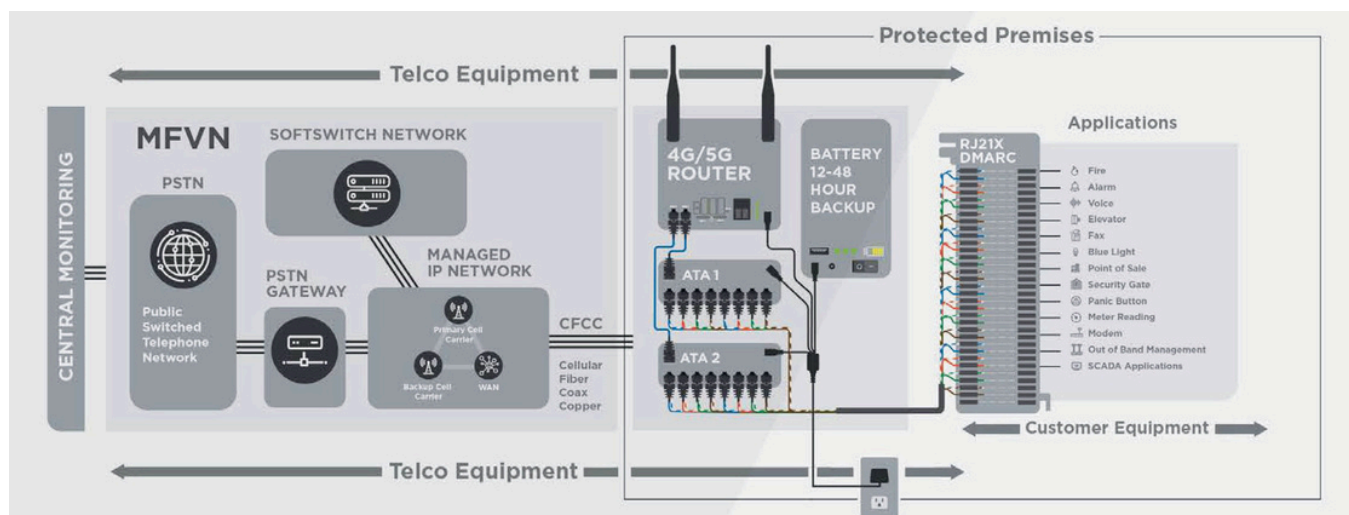 Protected Premises
Telco Equipment
CENTRAL MONITORING
MFVN
SOFTSWITCH NETWORK
PSTN
Public
Switched
Telephone
Network
PSTN
GATEWAY
MANAGED
IP NETWORK
Primary Cell
Carrier
Backup Cell
Carrier
WAN
CFCC
Cellular
Fiber
Coax
Copper
4G/5G
ROUTER
BATTERY
12-48
HOUR
BACKUP
ATA 1
ATA 2
RJ21X
DMARC
Applications
Fire
Alarm
Voice
Elevator
Fax
Blue Light
Point of Sale
Security Gate
Panic Button
Meter Reading
Modem
Out of Band Management
SCADA Applications
Customer Equipment
Telco Equipment